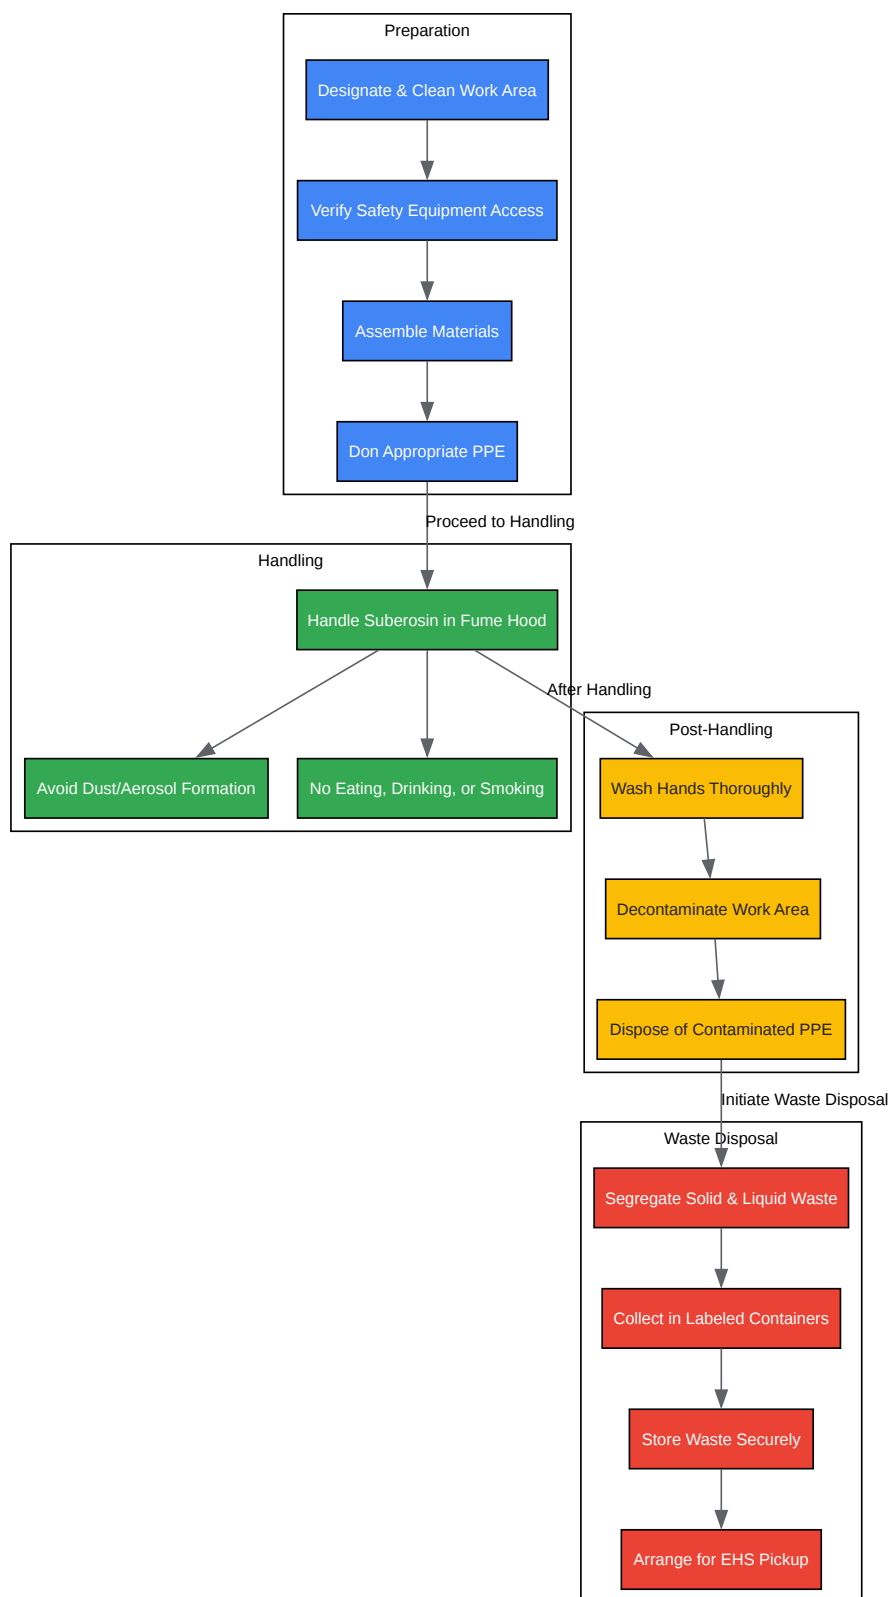 Preparation
Designate & Clean Work Area
Verify Safety Equipment Access
Assemble Materials
Don Appropriate PPE
Proceed to Handling
Handling
Handle Suberosin in Fume Hood
After Handling
Avoid Dust/Aerosol Formation
No Eating, Drinking, or Smoking
Post-Handling
Wash Hands Thoroughly
Decontaminate Work Area
Dispose of Contaminated PPE
Initiate Waste Disposal
Waste Disposal
Segregate Solid & Liquid Waste
Collect in Labeled Containers
Store Waste Securely
Arrange for EHS Pickup